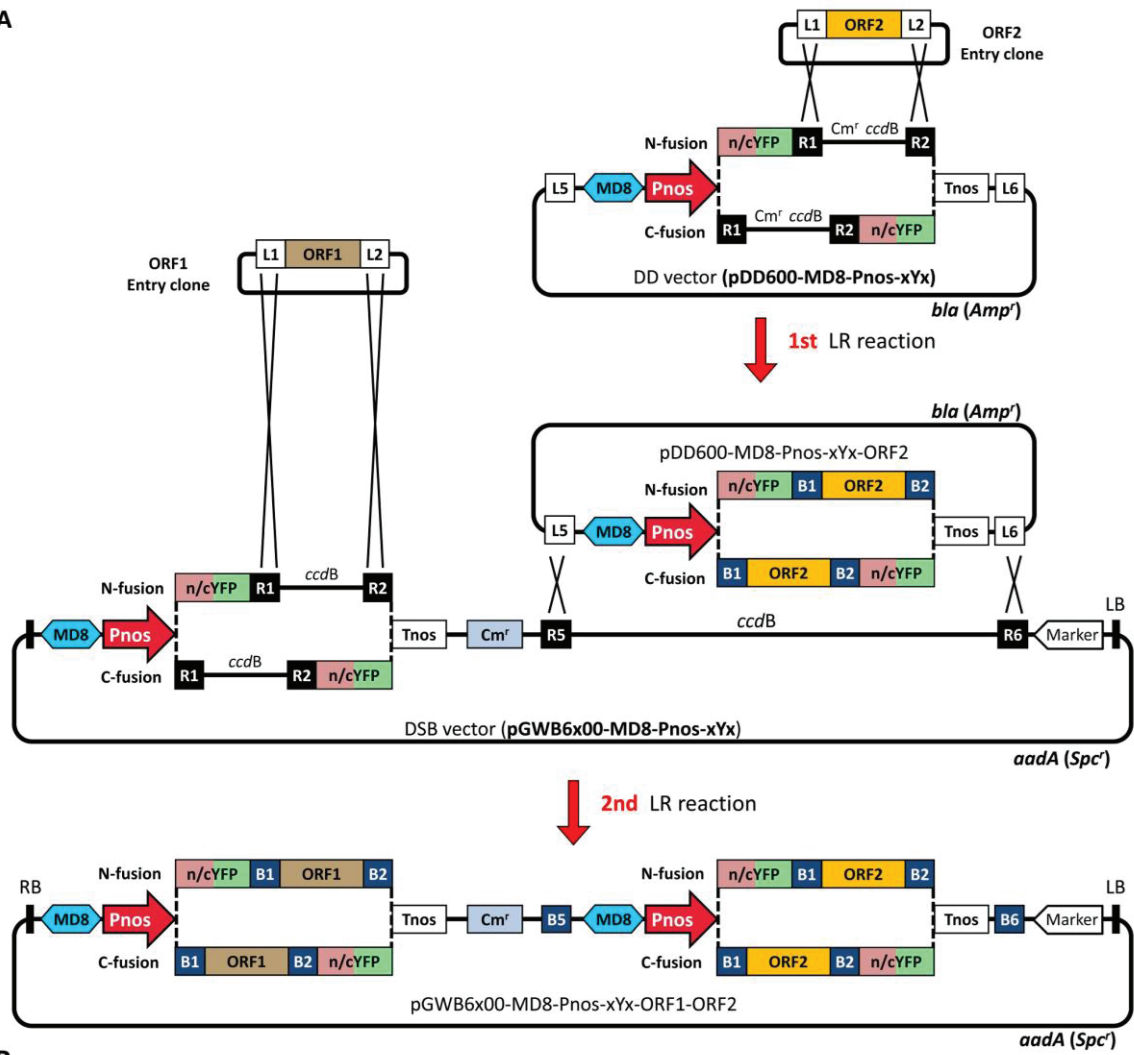 A
L1 ORF2 L2
ORF2
Entry clone
Cmr ccdB
N-fusion n/cYFP R1 R2
L5 MD8 Pnos Tnos L6
Cmr ccdB
C-fusion R1 R2 n/cYFP
DD vector (pDD600-MD8-Pnos-xYx)
bla (Ampr)
L1 ORF1 L2
ORF1
Entry clone
1st LR reaction
bla (Ampr)
pDD600-MD8-Pnos-xYx-ORF2
N-fusion n/cYFP B1 ORF2 B2
L5 MD8 Pnos Tnos L6
C-fusion B1 ORF2 B2 n/cYFP
ccdB
N-fusion n/cYFP R1 R2
MD8 Pnos Tnos Cmr R5 ccdB R6 Marker LB
ccdB
C-fusion R1 R2 n/cYFP
DSB vector (pGWB6x00-MD8-Pnos-xYx)
aadA (Spcr)
2nd LR reaction
N-fusion n/cYFP B1 ORF1 B2 N-fusion n/cYFP B1 ORF2 B2
RB LB
MD8 Pnos Tnos Cmr B5 MD8 Pnos Tnos B6 Marker
C-fusion B1 ORF1 B2 n/cYFP C-fusion B1 ORF2 B2 n/cYFP
pGWB6x00-MD8-Pnos-xYx-ORF1-ORF2
aadA (Spcr)